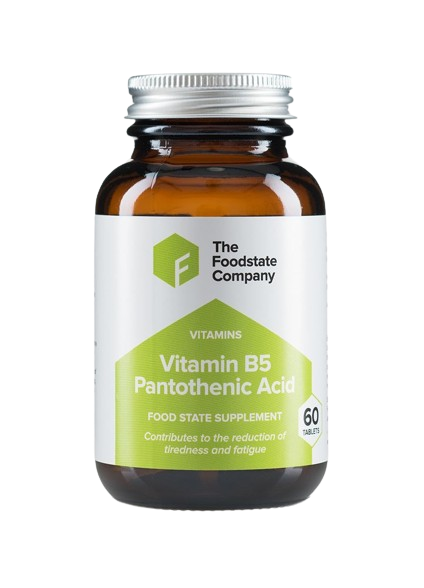 The
Foodstate
Company
VITAMINS
Vitamin B5
Pantothenic Acid
FOOD STATE SUPPLEMENT
Contributes to the reduction of
tiredness and fatigue
60
TABLETS